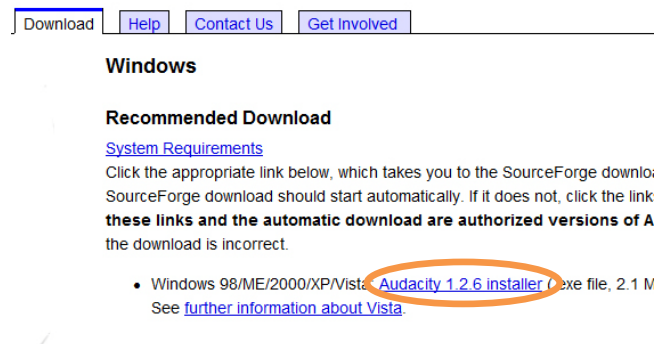 Download Help Contact Us Get Involved
Windows
Recommended Download
System Requirements
Click the appropriate link below, which takes you to the SourceForge
SourceForge download should start automatically. If it does not, click the
these links and the automatic download are authorized versions of
the download is incorrect.
• Windows 98/ME/2000/XP/Vista: Audacity 1.2.6 installer (.exe file, 2.1
See further information about Vista.